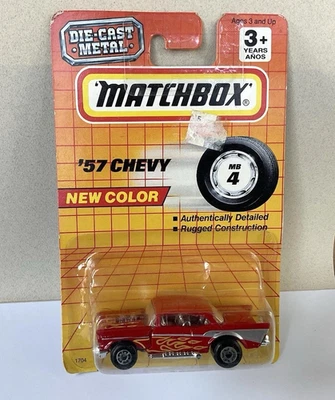 DIE-CAST
METAL
Ages 3 and Up
3+
YEARS
AÑOS
MATCHBOX®
'57 CHEVY
MB
4
NEW COLOR
■ Authentically Detailed
■ Rugged Construction
1704